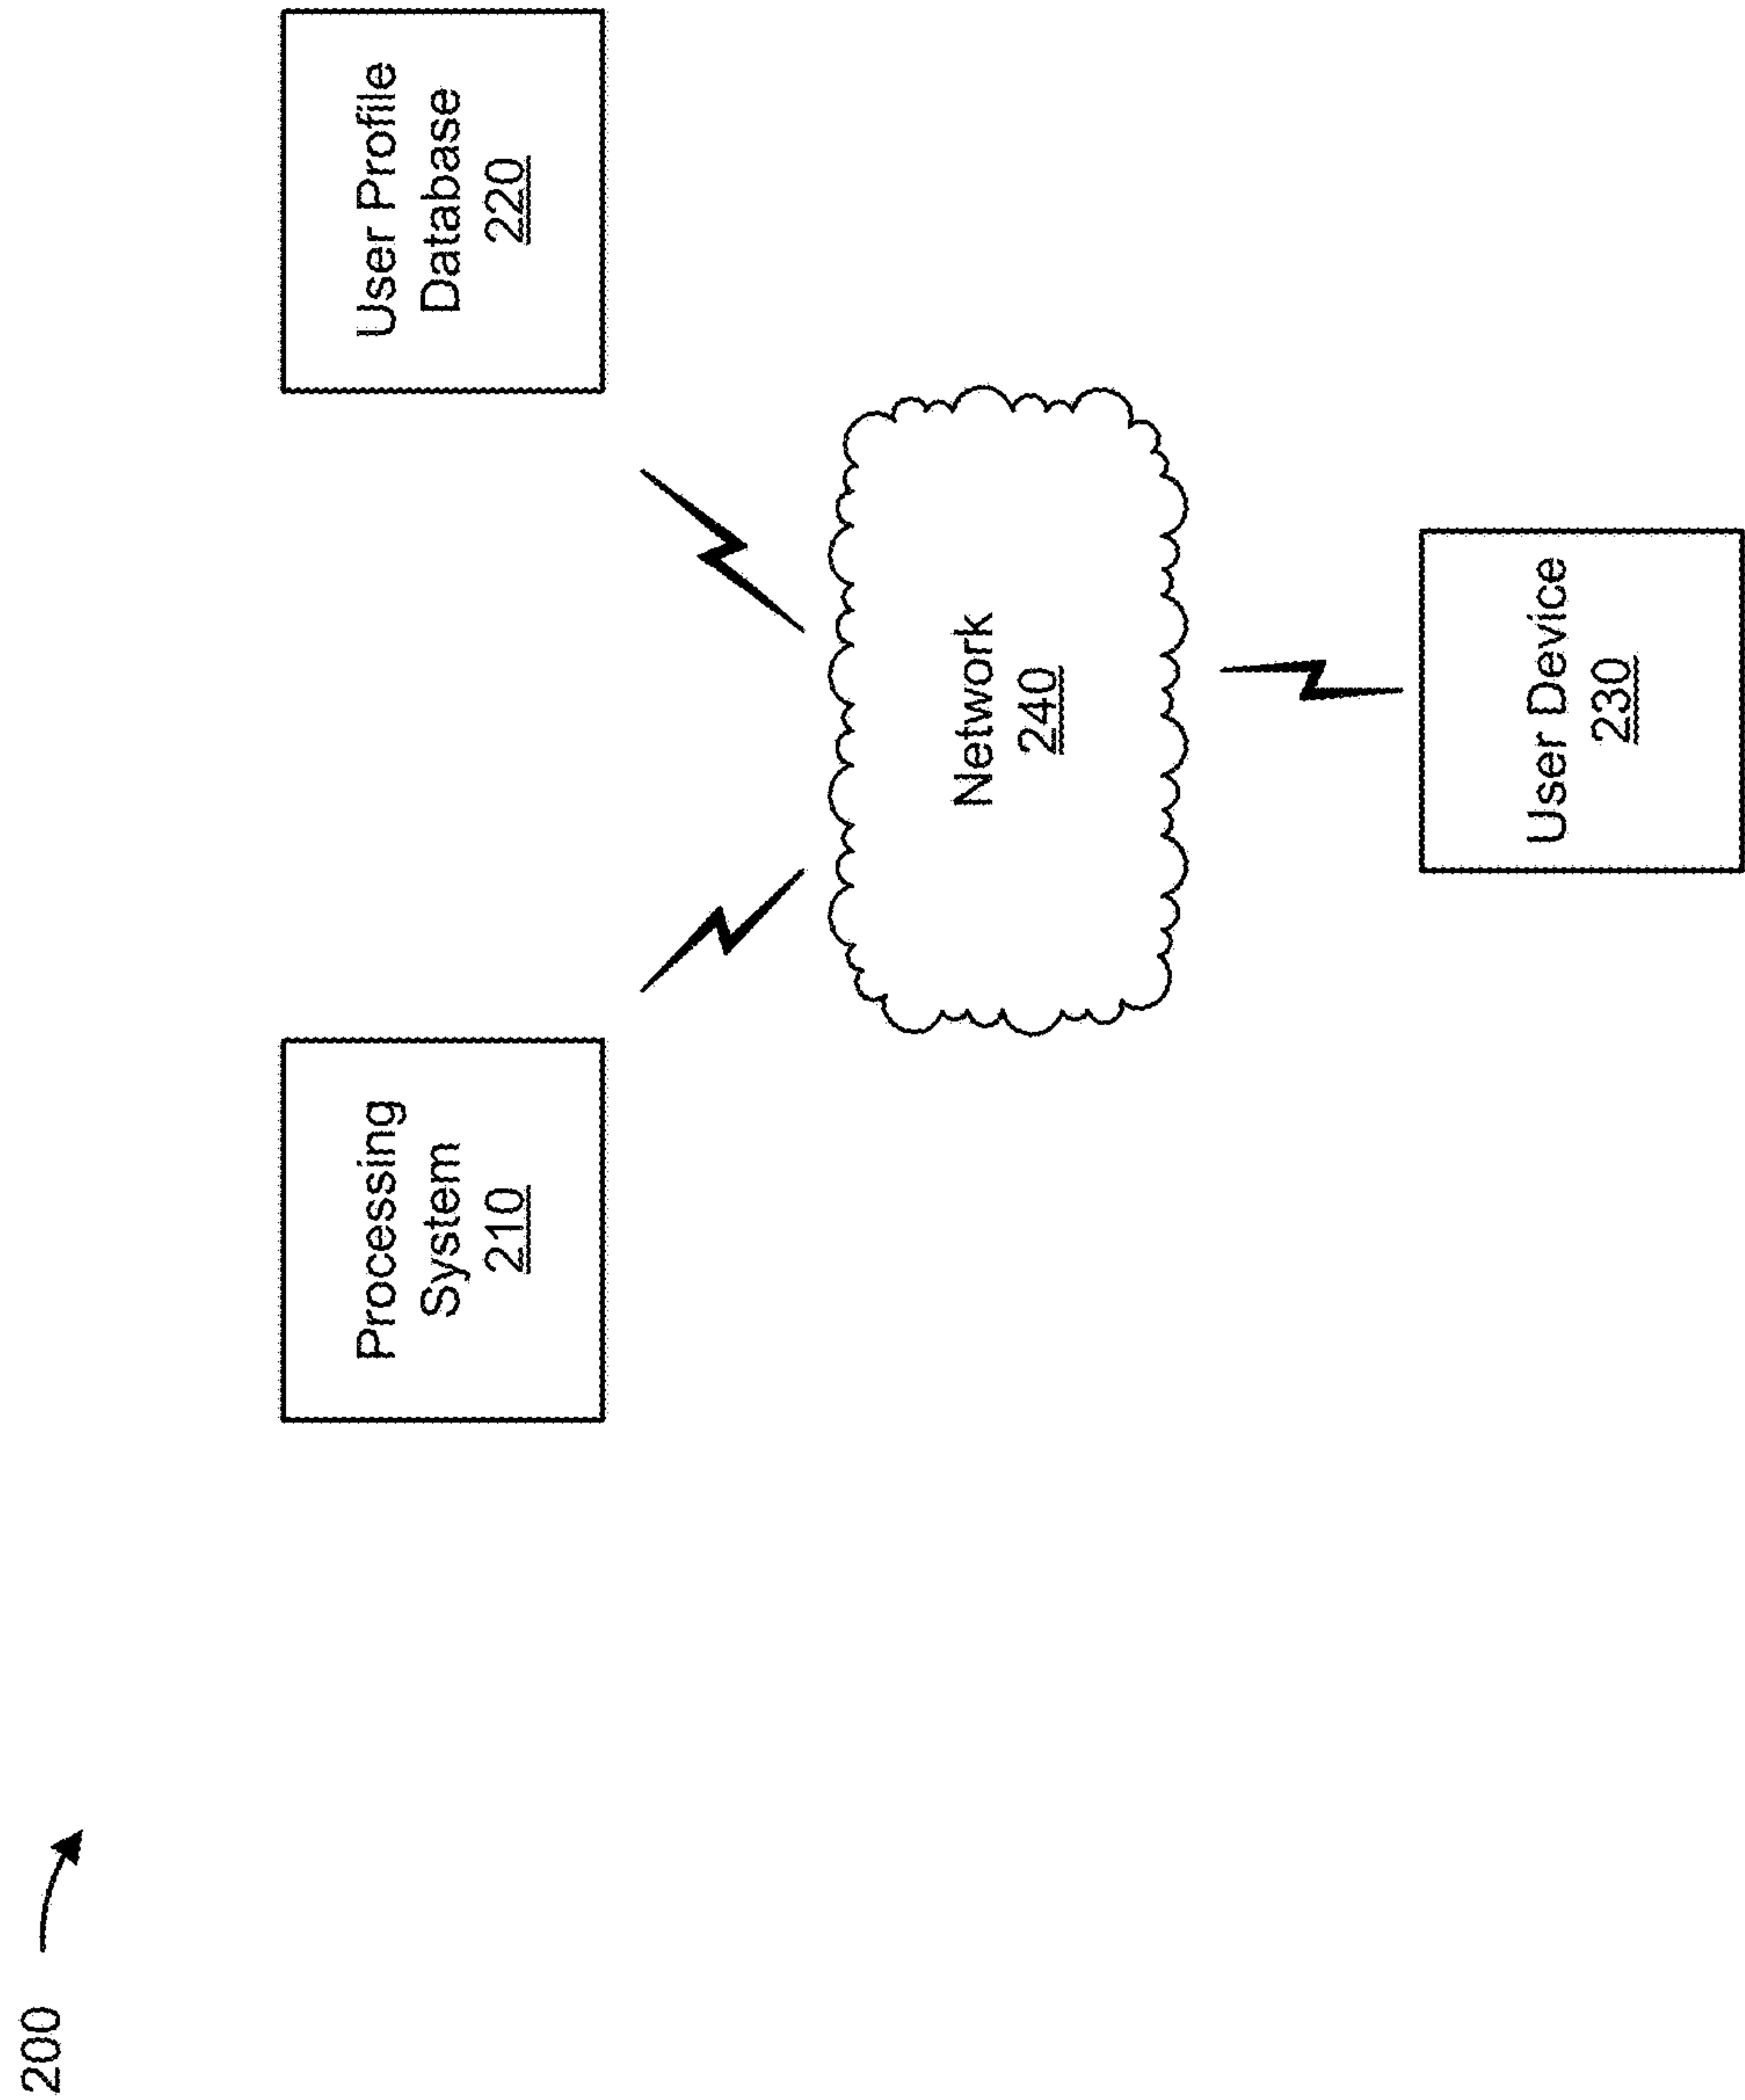 200
Processing
System
210
User Profile
Database
220
Network
240
User Device
230